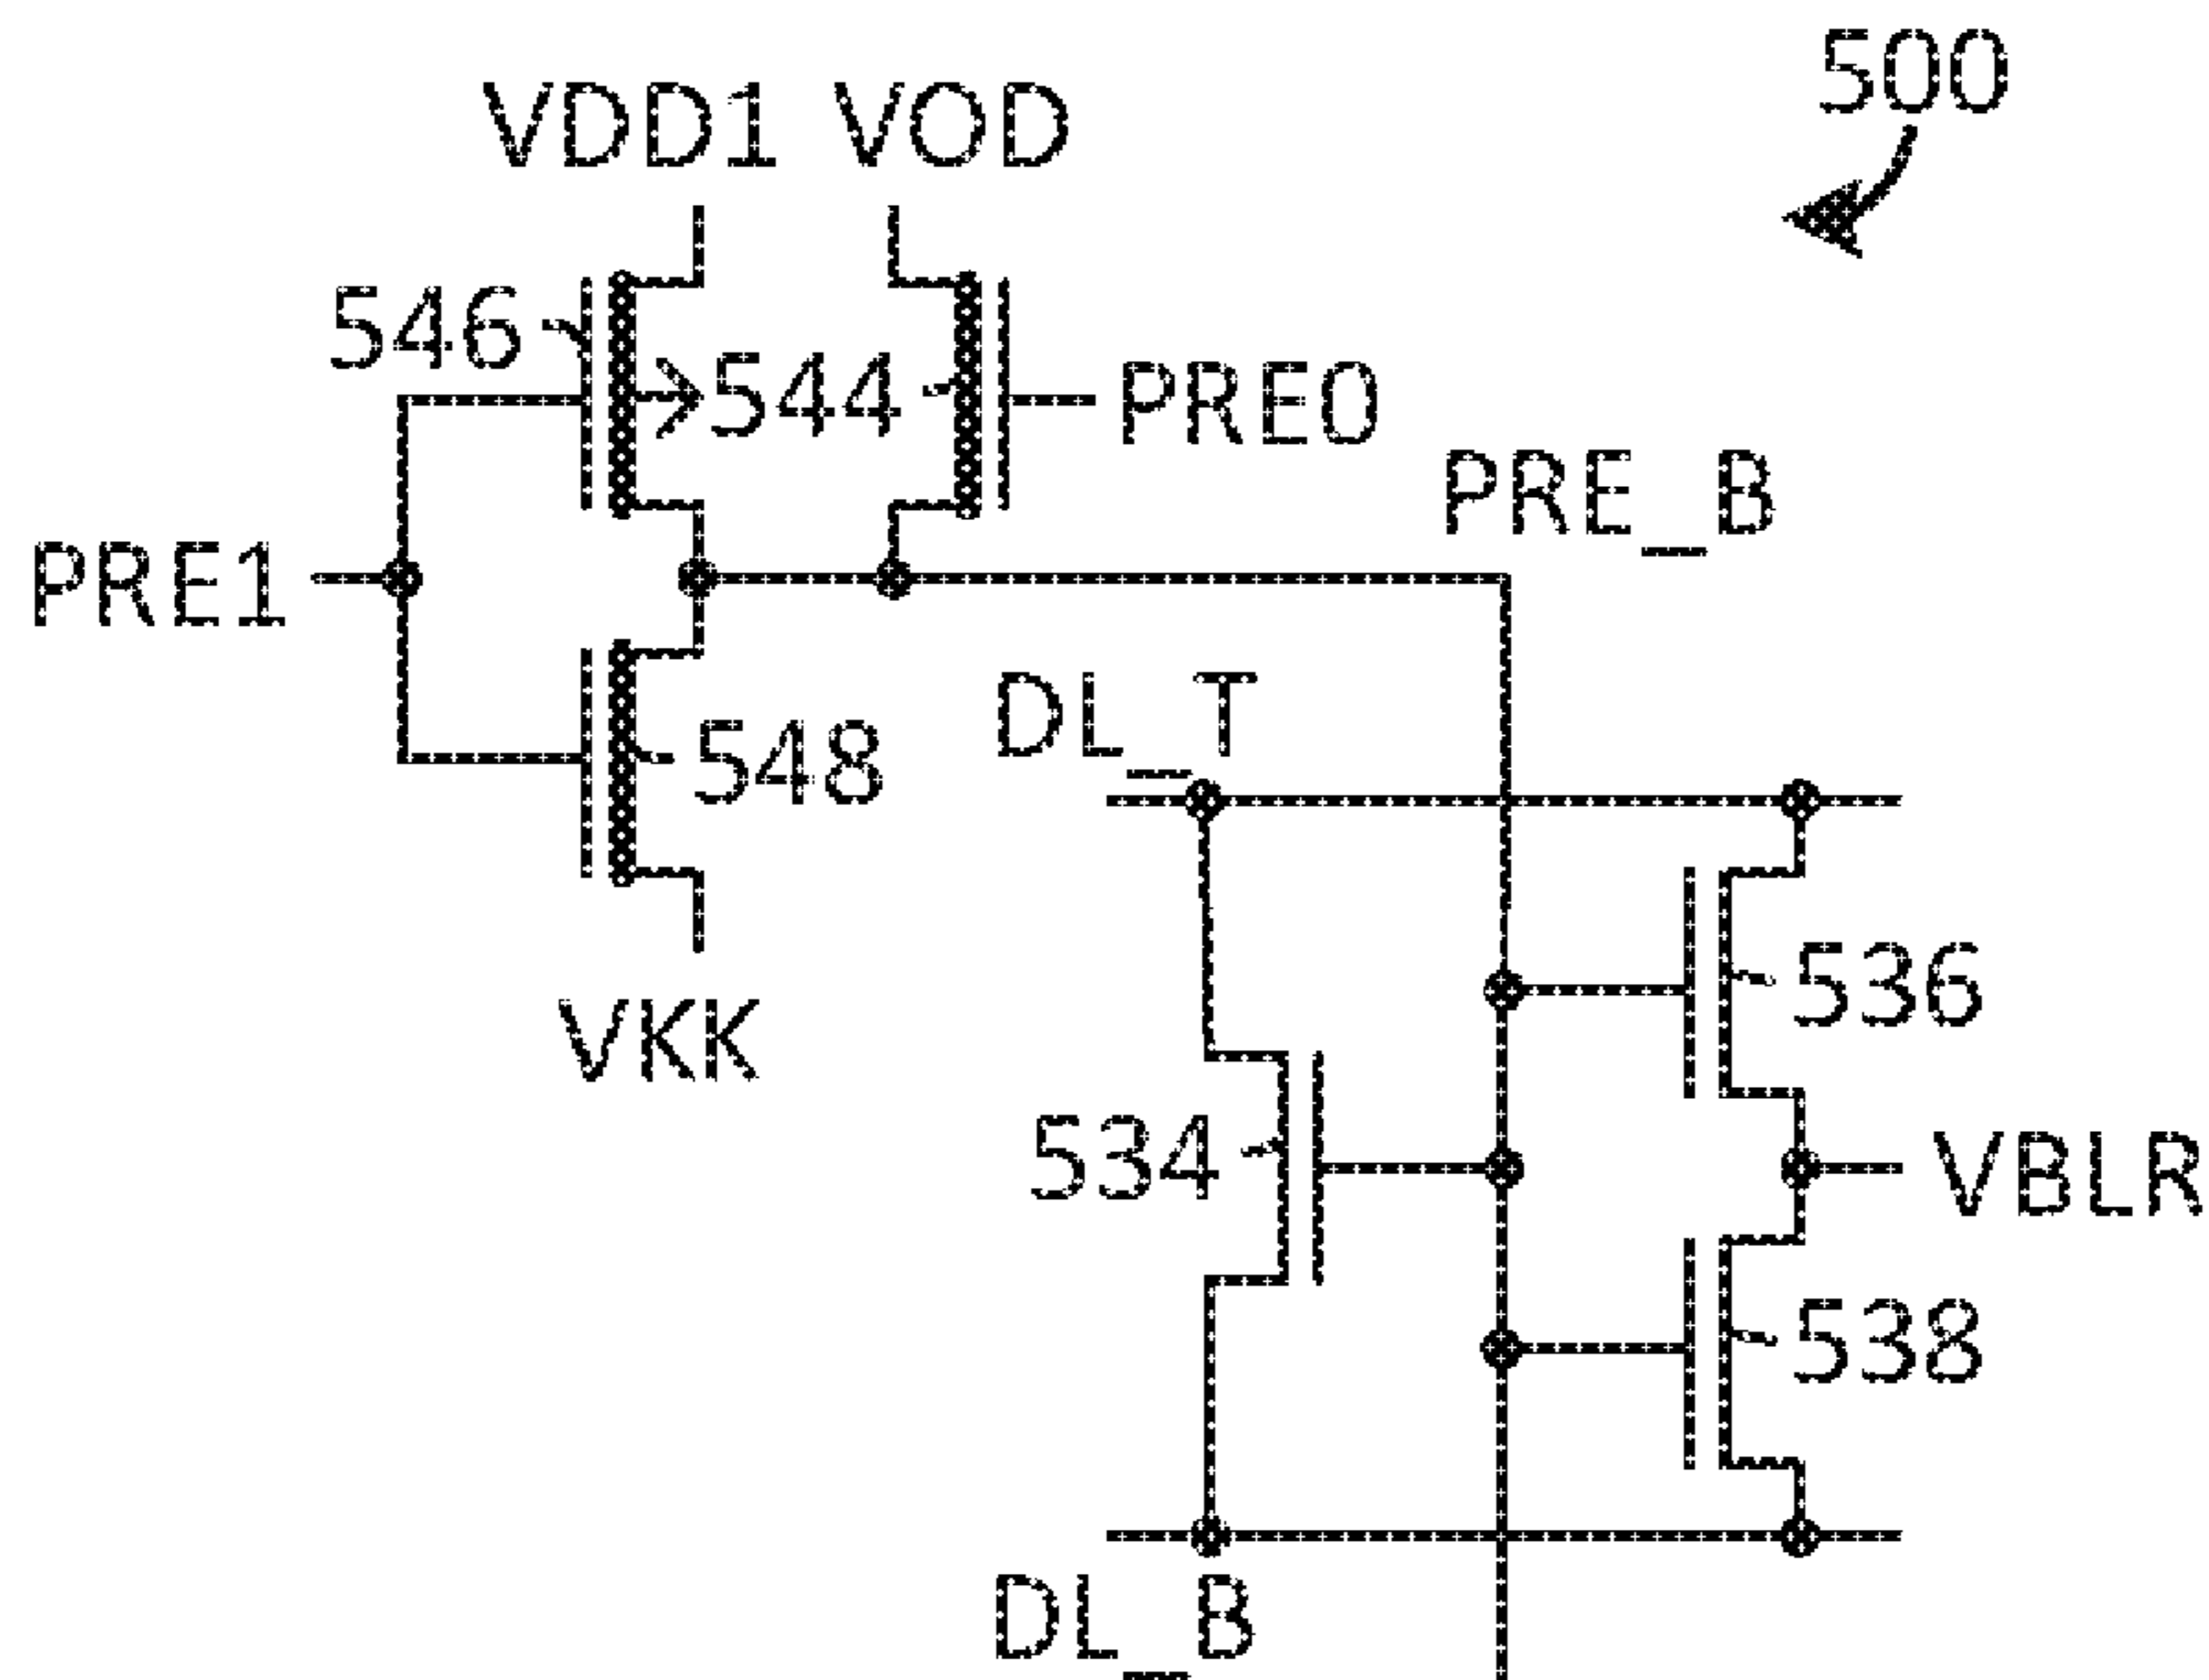 500
VDD1 VOD
546
544
PRE0
PRE_B
PRE1
DL_T
548
536
VKK
534
VBLR
538
DL_B